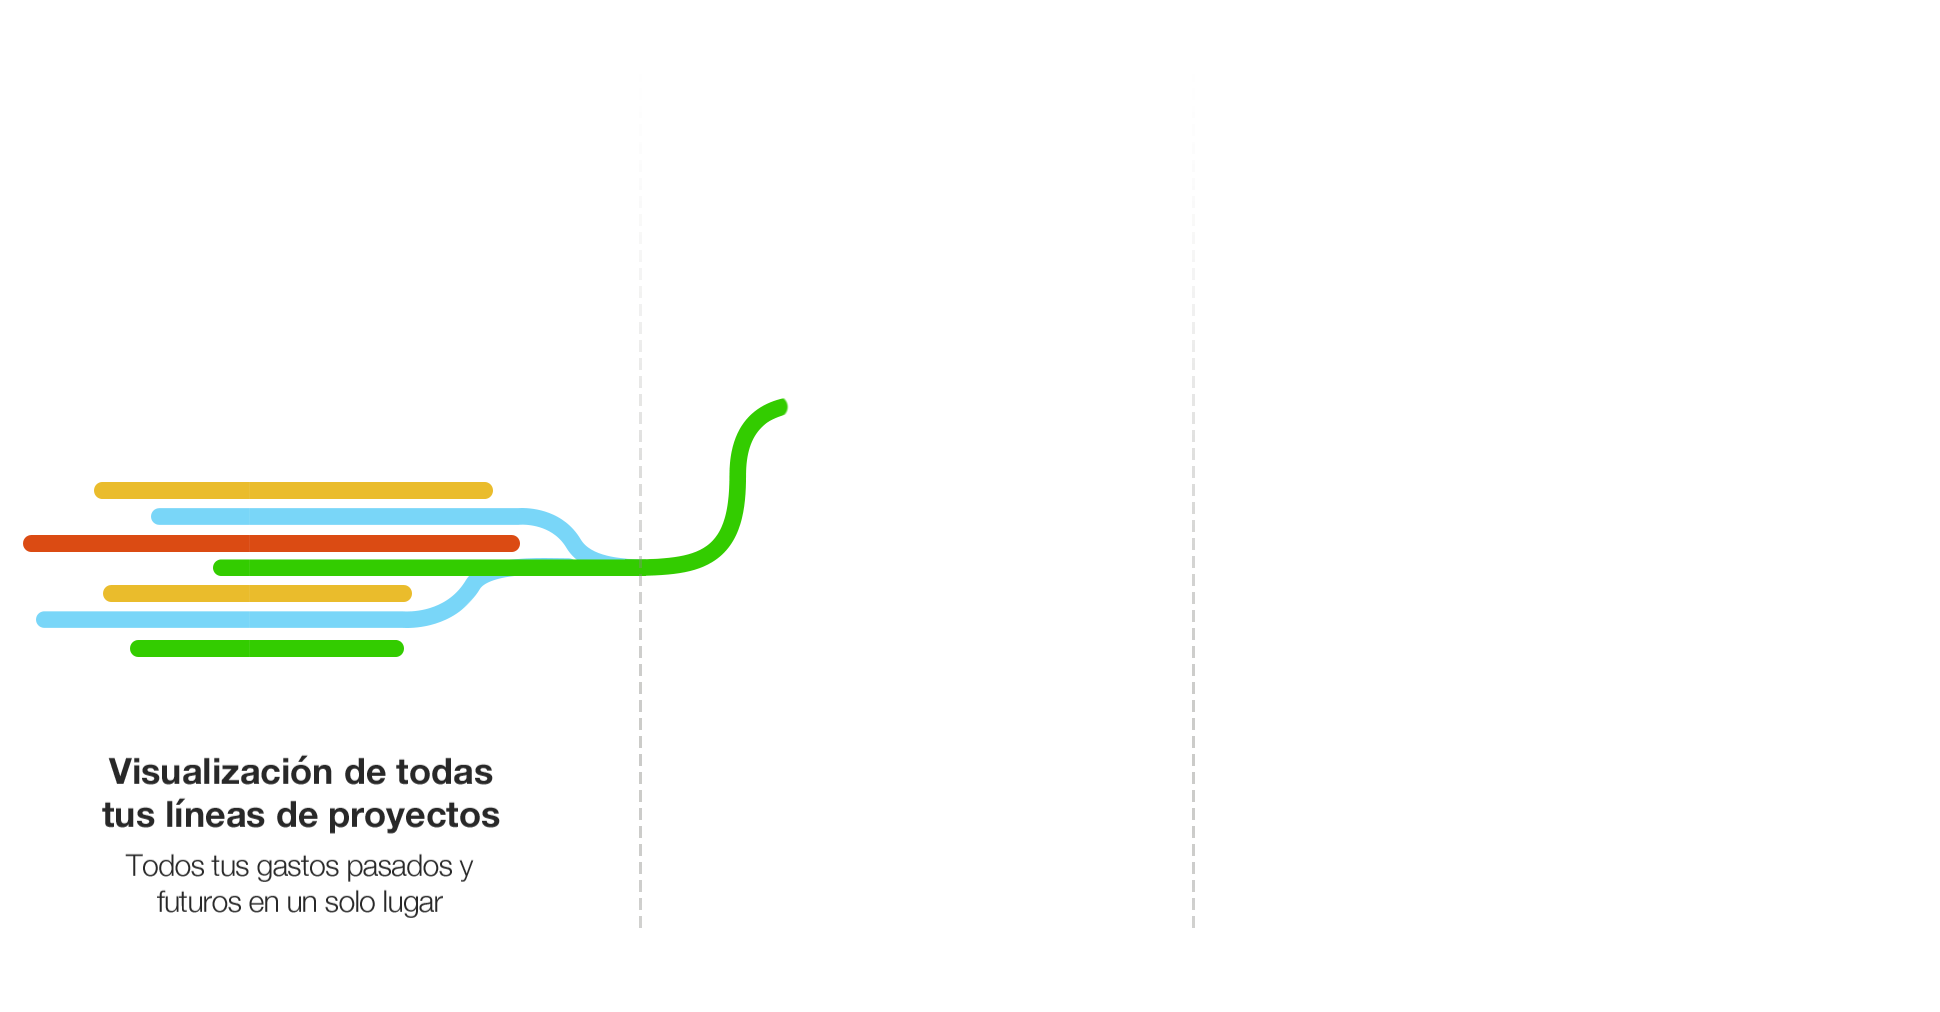 Visualización de todas
tus líneas de proyectos
Todos tus gastos pasados y
futuros en un solo lugar